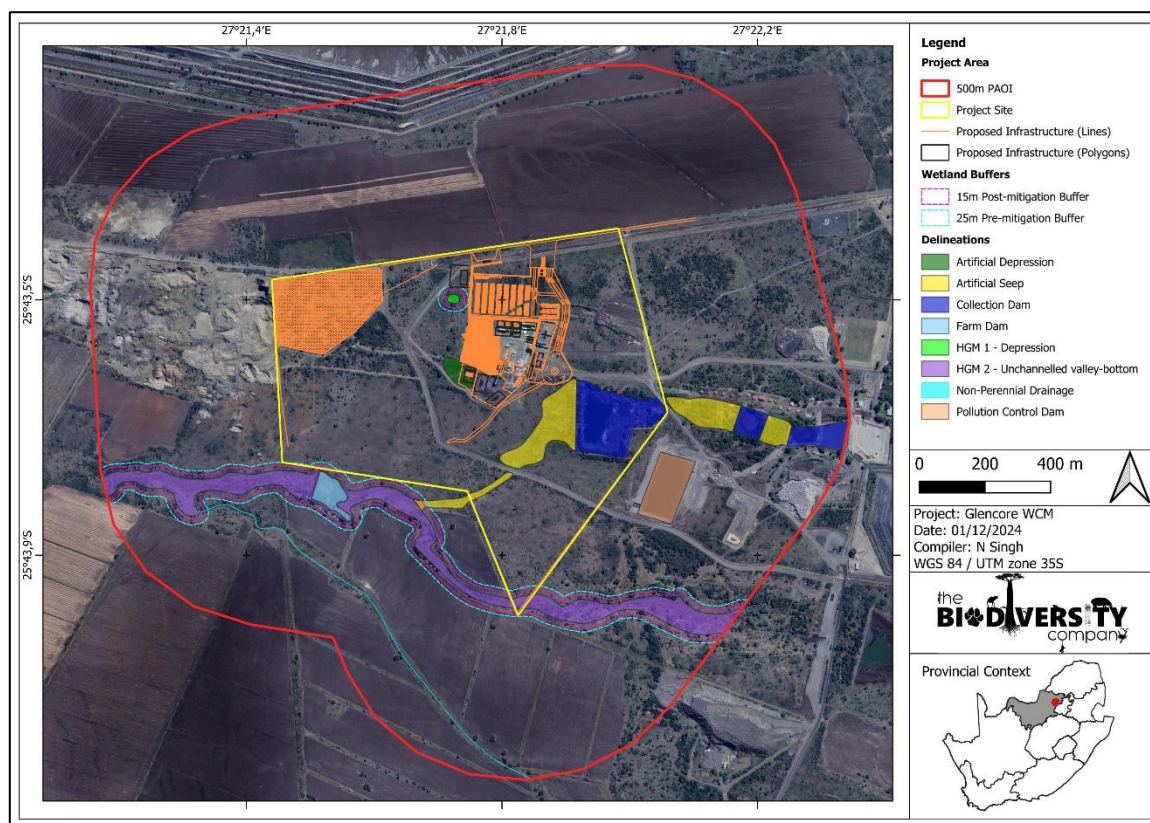 27°21,4'E
27°21,8'E
27°22,2'E
25°43,5'S
25°43,9'S
Legend
Project Area
500m PAOI
Project Site
Proposed Infrastructure (Lines)
Proposed Infrastructure (Polygons)
Wetland Buffers
15m Post-mitigation Buffer
25m Pre-mitigation Buffer
Delineations
Artificial Depression
Artificial Seep
Collection Dam
Farm Dam
HGM 1 - Depression
HGM 2 - Unchannelled valley-bottom
Non-Perennial Drainage
Pollution Control Dam
0 200 400 m
Project: Glencore WCM
Date: 01/12/2024
Compiler: N Singh
WGS 84 / UTM zone 35S
the
BIODIVERSITY
company
Provincial Context